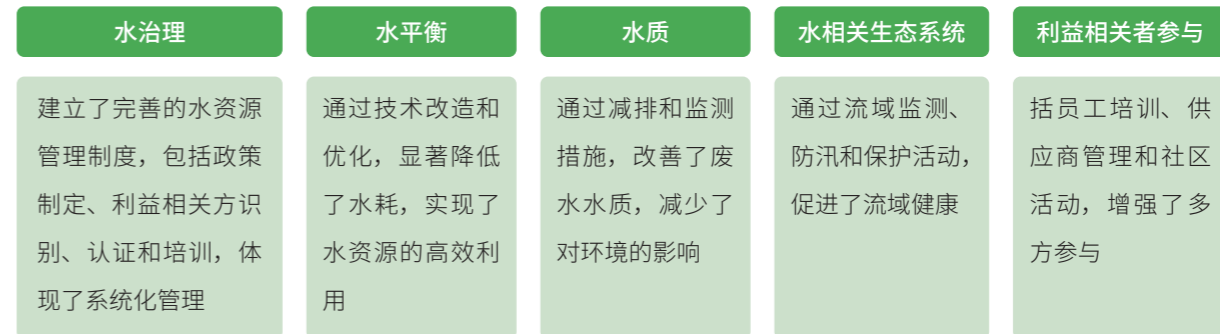 水治理
建立了完善的水资源
管理制度，包括政策
制定、利益相关方识
别、认证和培训，体
现了系统化管理
水平衡
通过技术改造和
优化，显著降低
了水耗，实现了
水资源的高效利
用
水质
通过减排和监测
措施，改善了废
水水质，减少了
对环境的影响
水相关生态系统
通过流域监测、
防汛和保护活动，
促进了流域健康
利益相关者参与
括员工培训、供
应商管理和社区
活动，增强了多
方参与